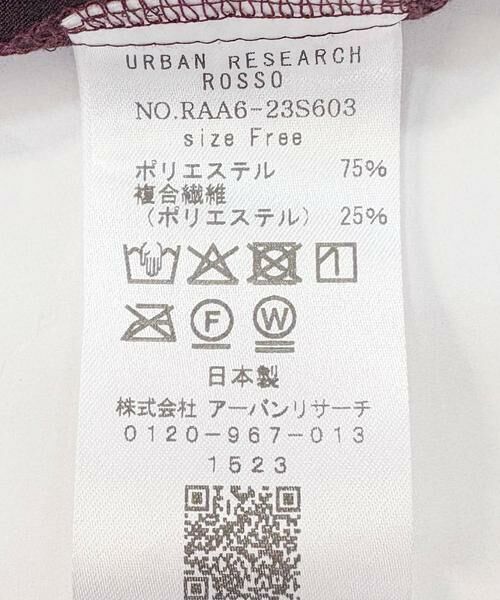 URBAN RESEARCH
ROSSO
NO.RAA6-23S603
size Free
ポリエステル 75%
複合繊維
(ポリエステル) 25%
F W
日本製
株式会社 アーバンリサーチ
0120-967-013
1523